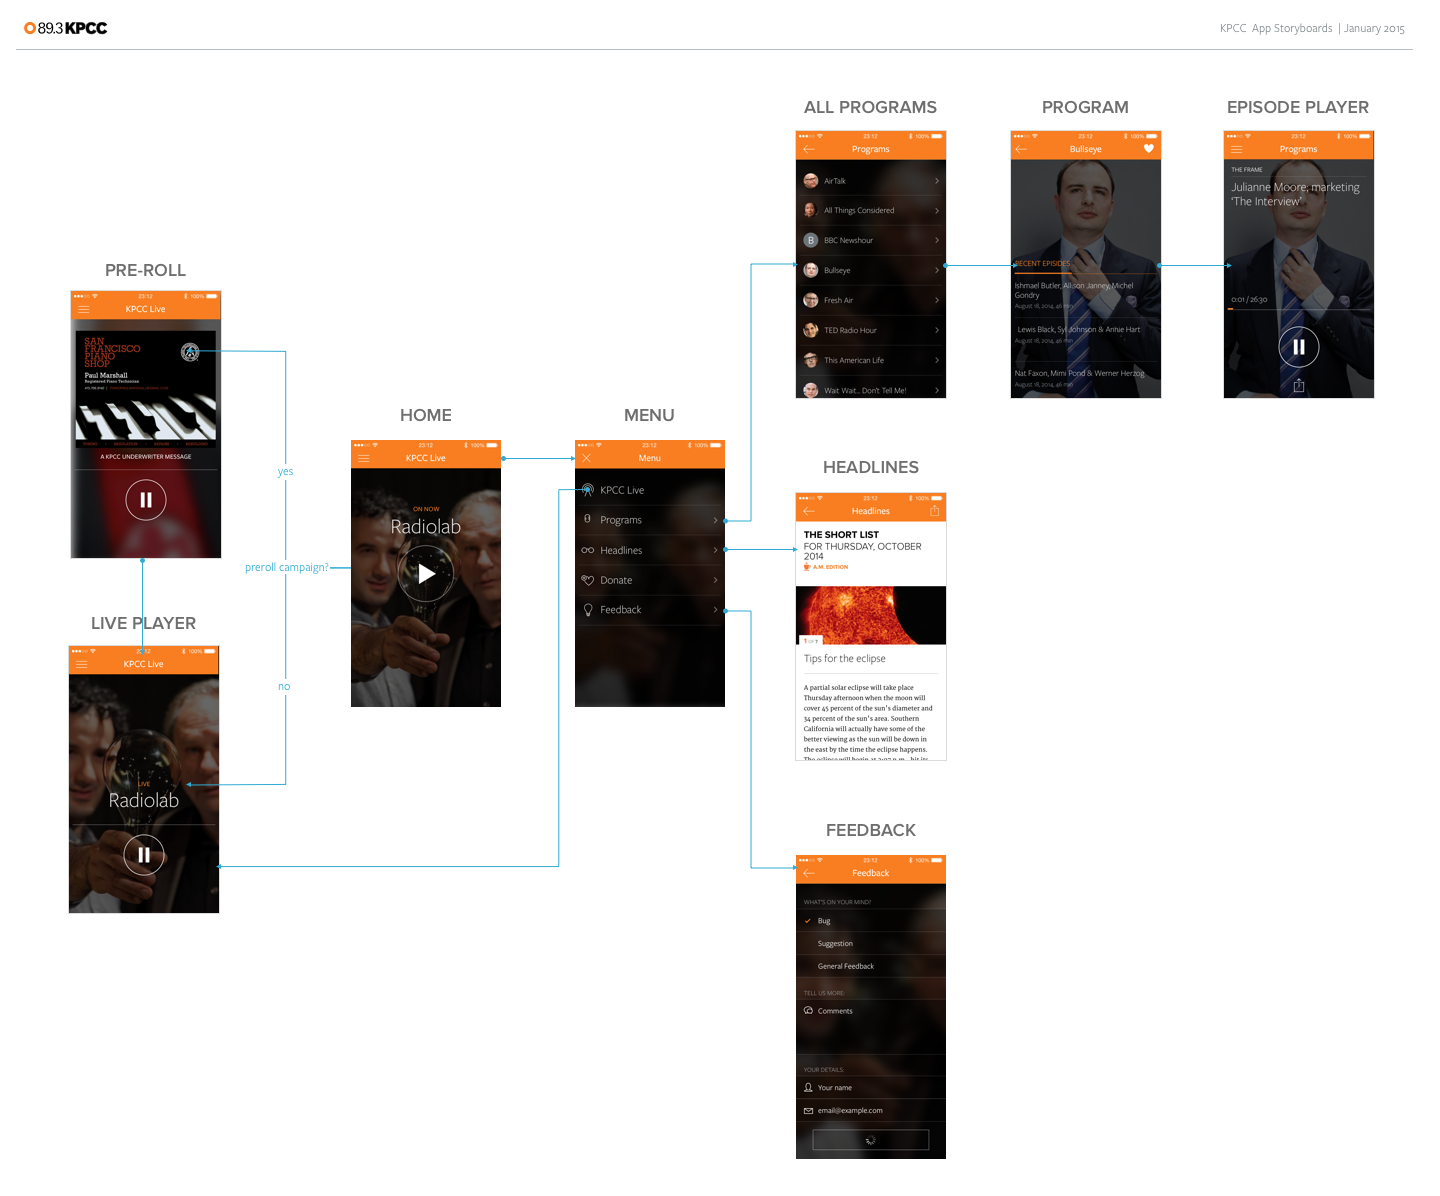 89.3 KPCC
KPCC App Storyboards | January 2015
ALL PROGRAMS
PROGRAM
EPISODE PLAYER
23:12
Programs
AirTalk
All Things Considered
B
BBC Newshour
Bullseye
Fresh Air
TED Radio Hour
This American Life
Wait Wait.. Don't Tell Me!
23:12
100%
Bullseye
RECENT EPISIDES
Ishmael Butler, Allison Janney, Michel
Gondry
August 18, 2014, 46 min
Lewis Black, Syl Johnson & Annie Hart
August 18, 2014, 46 min
Nat Faxon, Mimi Pond & Werner Herzog
August 18, 2014, 46 min
23:12
100%
Programs
THE FRAME
Julianne Moore; marketing
'The Interview'
0:01 / 26:30
PRE-ROLL
23:12
100%
KPCC Live
SAN
FRANCISCO
PIANO
SHOP
Paul Marshall
Registered Piano Technician
A KPCC UNDERWRITER MESSAGE
yes
preroll campaign?
no
HOME
23:12
100%
KPCC Live
ON NOW
Radiolab
MENU
23:12
100%
Menu
KPCC Live
Programs
Headlines
Donate
Feedback
LIVE PLAYER
23:12
100%
KPCC Live
LIVE
Radiolab
HEADLINES
23:12
100%
Headlines
THE SHORT LIST
FOR THURSDAY, OCTOBER
2014
A.M. EDITION
1 OF 7
Tips for the eclipse
A partial solar eclipse will take place
Thursday afternoon when the moon will
cover 45 percent of the sun's diameter and
34 percent of the sun's area. Southern
California will actually have some of the
better viewing as the sun will be down in
the east by the time the eclipse happens.
The eclipse will begin at 2:07 p.m., hit its
FEEDBACK
23:12
100%
Feedback
WHAT'S ON YOUR MIND?
Bug
Suggestion
General Feedback
TELL US MORE:
Comments
YOUR DETAILS:
Your name
email@example.com